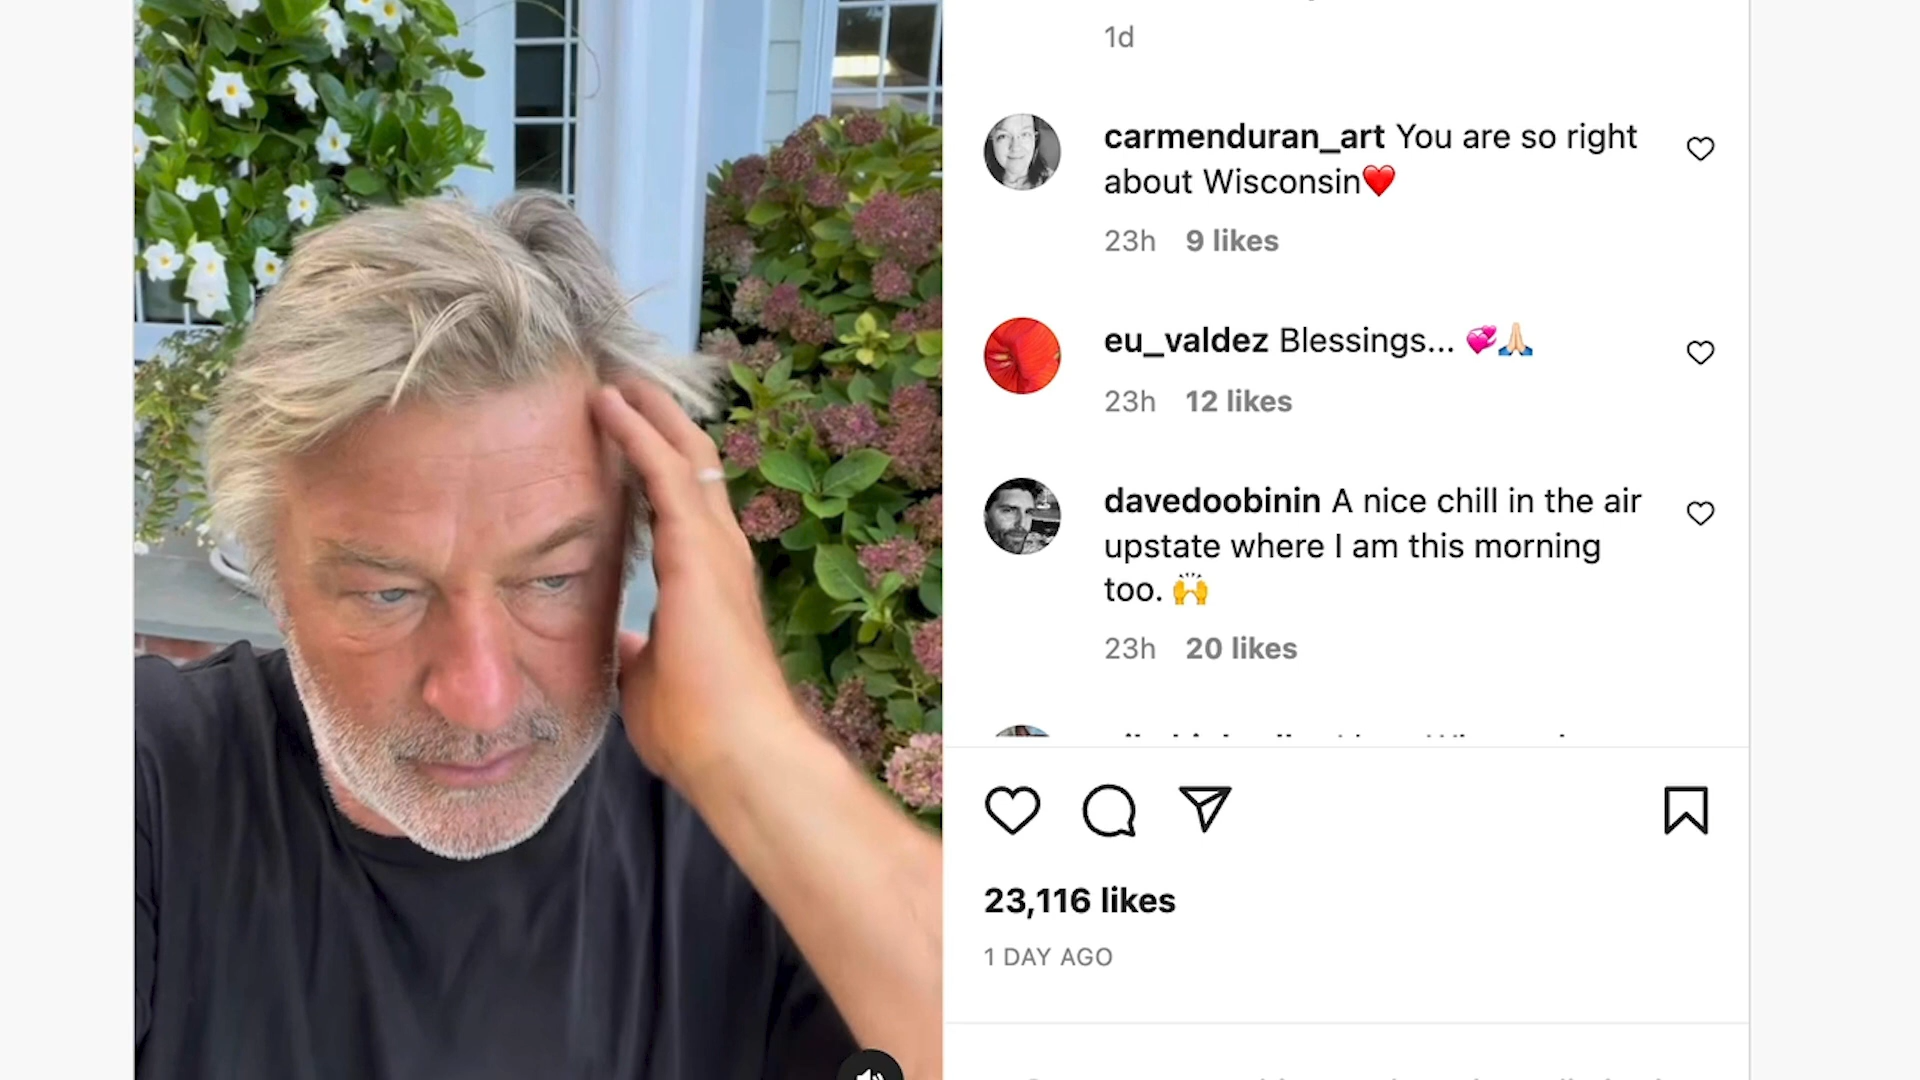 1d
carmenduran_art You are so right
about Wisconsin❤️
23h 9 likes
eu_valdez Blessings... 💞🙏🏻
23h 12 likes
davedoobinin A nice chill in the air
upstate where I am this morning
too. 🙌
23h 20 likes
23,116 likes
1 DAY AGO